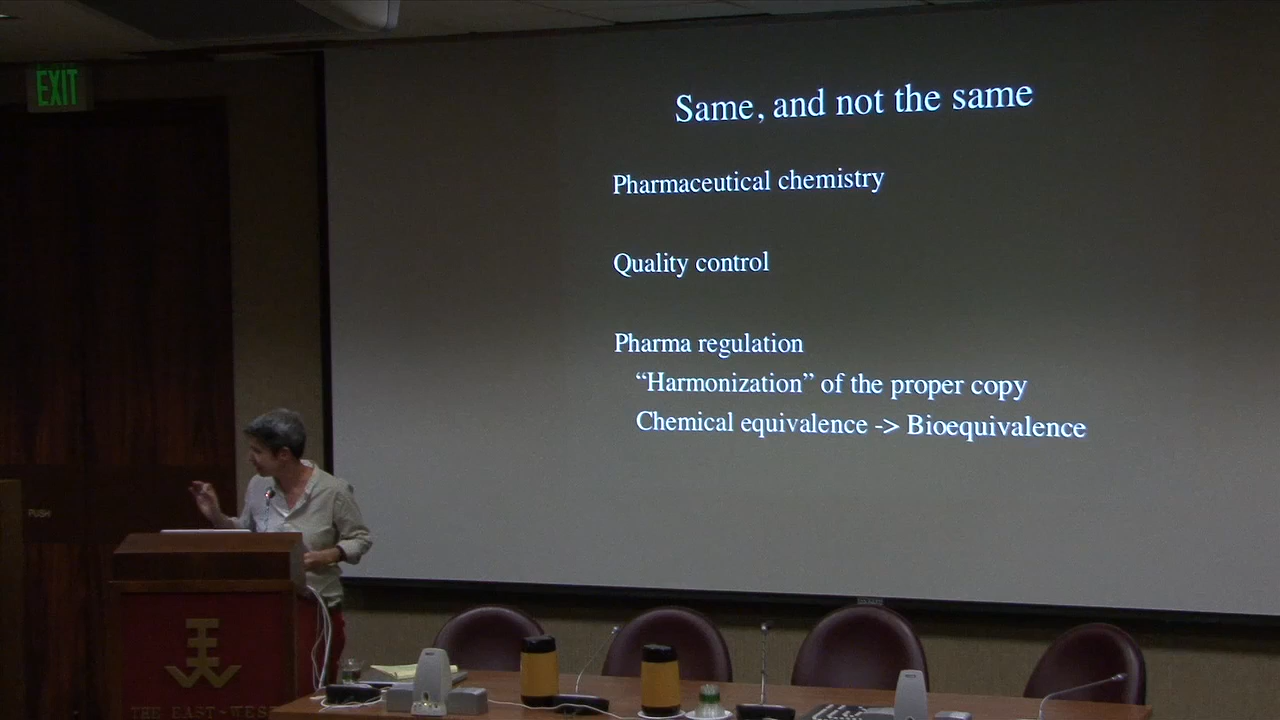 EXIT
Same, and not the same
Pharmaceutical chemistry
Quality control
Pharma regulation
“Harmonization” of the proper copy
Chemical equivalence -> Bioequivalence
PUSH
THE EAST-WEST